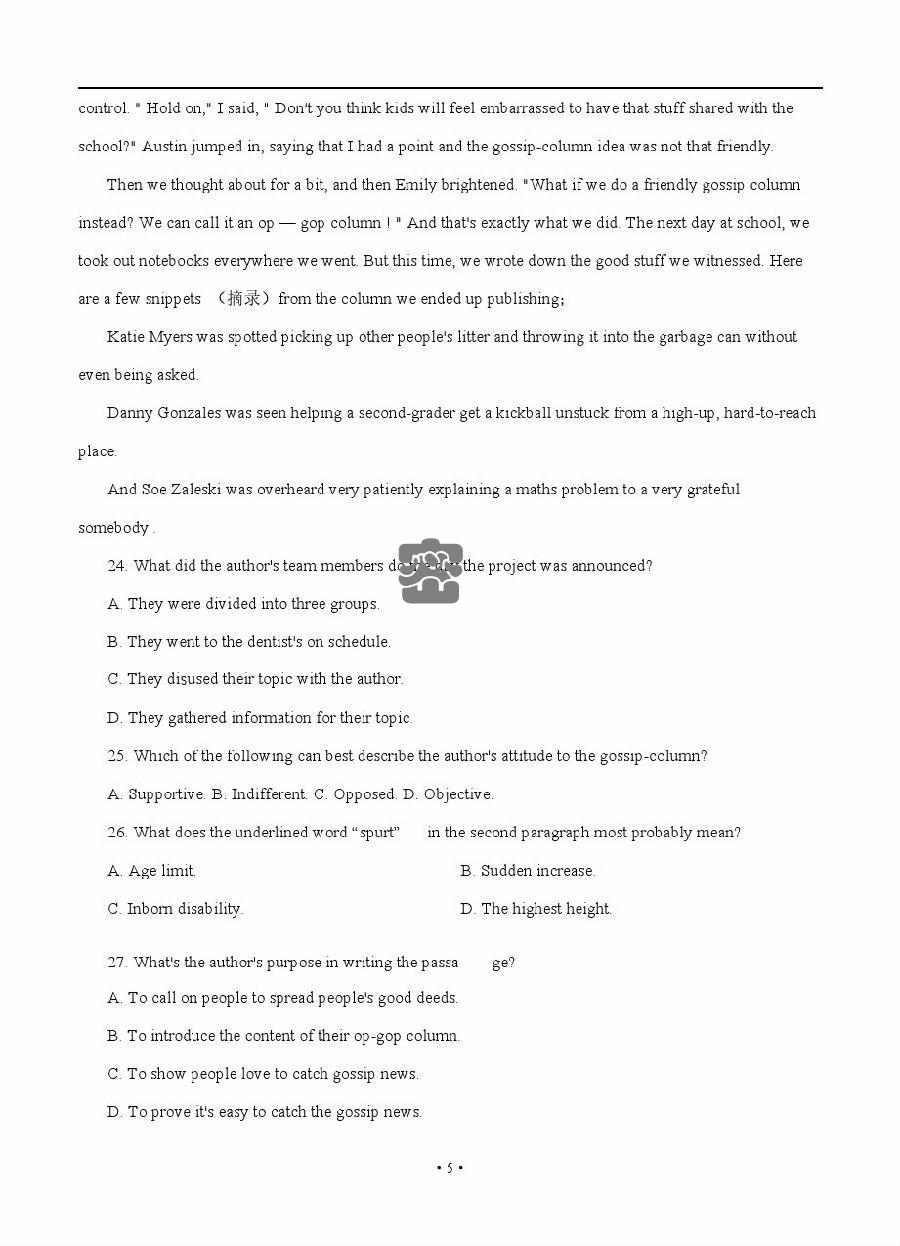 control. " Hold on," I said, " Don't you think kids will feel embarrassed to have that stuff shared with the
school?" Austin jumped in, saying that I had a point and the gossip-column idea was not that friendly.
Then we thought about for a bit, and then Emily brightened. "What if we do a friendly gossip column
instead? We can call it an op — gop column ! " And that's exactly what we did. The next day at school, we
took out notebocks everywhere we went. But this time, we wrote down the good stuff we witnessed. Here
are a few snippets （摘录）from the column we ended up publishing;
Katie Myers was spotted picking up other people's litter and throwing it into the garbage can without
even being asked.
Danny Gonzales was seen helping a second-grader get a kickball unstuck from a high-up, hard-to-reach
place.
And Soe Zaleski was overheard very patiently explaining a maths problem to a very grateful
somebody .
24. What did the author's team members do the day the project was announced?
A. They were divided into three groups.
B. They went to the dentist's on schedule.
C. They disused their topic with the author.
D. They gathered information for their topic.
25. Which of the following can best describe the author's attitude to the gossip-column?
A. Supportive. B. Indifferent. C. Opposed. D. Objective.
26. What does the underlined word “spurt” in the second paragraph most probably mean?
A. Age limit. B. Sudden increase.
C. Inborn disability. D. The highest height.
27. What's the author's purpose in writing the passa ge?
A. To call on people to spread people's good deeds.
B. To introduce the content of their op-gop column.
C. To show people love to catch gossip news.
D. To prove it's easy to catch the gossip news.
• 5 •